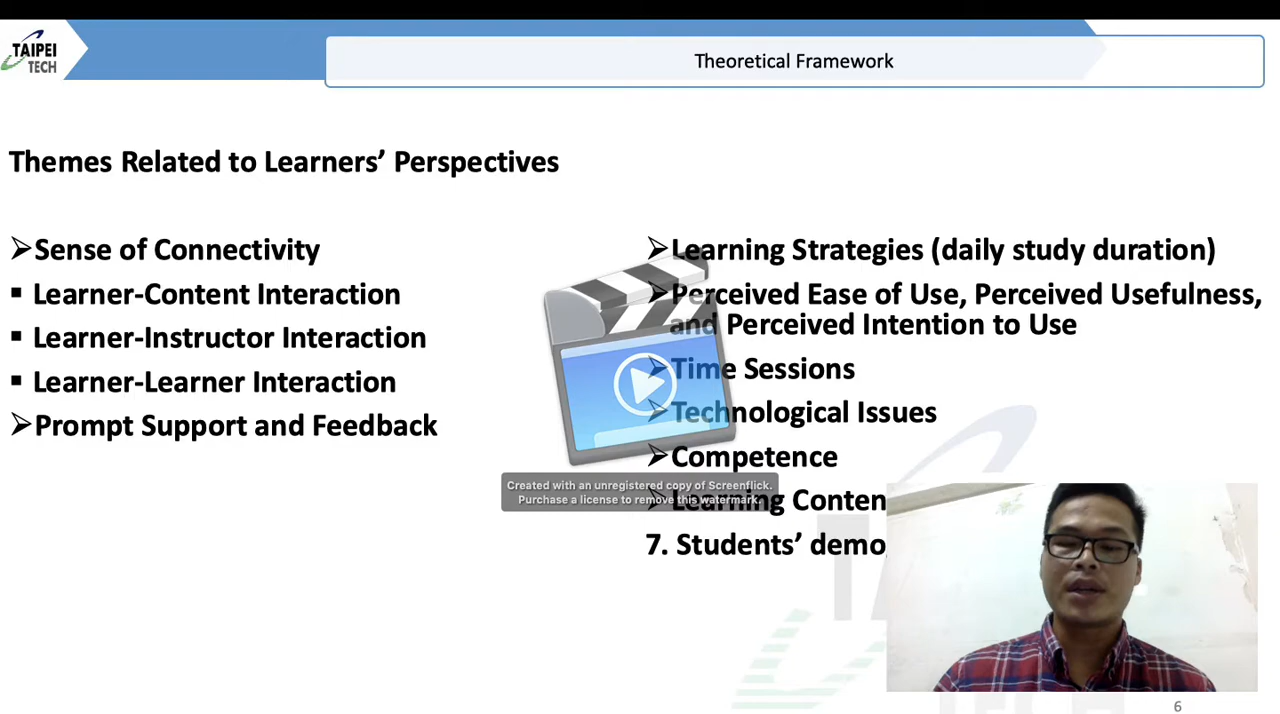 TAIPEI
TECH
Theoretical Framework
Themes Related to Learners’ Perspectives
➢Sense of Connectivity
▪ Learner-Content Interaction
▪ Learner-Instructor Interaction
▪ Learner-Learner Interaction
➢Prompt Support and Feedback
➢Learning Strategies (daily study duration)
➢Perceived Ease of Use, Perceived Usefulness,
and Perceived Intention to Use
➢Time Sessions
➢Technological Issues
➢Competence
➢Learning
7. Students’
Created with an unregistered copy of Screenflick.
Purchase a license to remove this watermark.
6